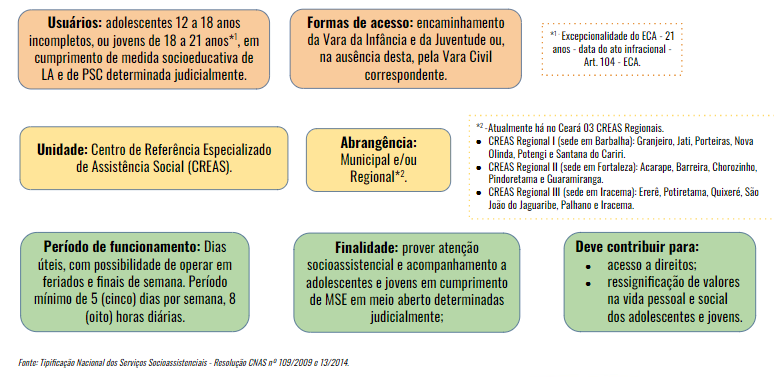 Usuários: adolescentes 12 a 18 anos
incompletos, ou jovens de 18 a 21 anos*¹, em
cumprimento de medida socioeducativa de
LA e de PSC determinada judicialmente.
Formas de acesso: encaminhamento
da Vara da Infância e da Juventude ou,
na ausência desta, pela Vara Civil
correspondente.
*¹- Excepcionalidade do ECA - 21
anos - data do ato infracional -
Art. 104 - ECA.
Unidade: Centro de Referência Especializado
de Assistência Social (CREAS).
Abrangência:
Municipal e/ou
Regional*².
*²-Atualmente há no Ceará 03 CREAS Regionais.
● CREAS Regional I (sede em Barbalha): Granjeiro, Jati, Porteiras, Nova
Olinda, Potengi e Santana do Cariri.
● CREAS Regional II (sede em Fortaleza): Acarape, Barreira, Chorozinho,
Pindoretama e Guaramiranga.
● CREAS Regional III (sede em Iracema): Ererê, Potiretama, Quixeré, São
João do Jaguaribe, Palhano e Iracema.
Período de funcionamento: Dias
úteis, com possibilidade de operar em
feriados e finais de semana. Período
mínimo de 5 (cinco) dias por semana, 8
(oito) horas diárias.
Finalidade: prover atenção
socioassistencial e acompanhamento a
adolescentes e jovens em cumprimento
de MSE em meio aberto determinadas
judicialmente;
Deve contribuir para:
● acesso a direitos;
● ressignificação de valores
na vida pessoal e social
dos adolescentes e jovens.
Fonte: Tipificação Nacional dos Serviços Socioassistenciais - Resolução CNAS nº 109/2009 e 13/2014.